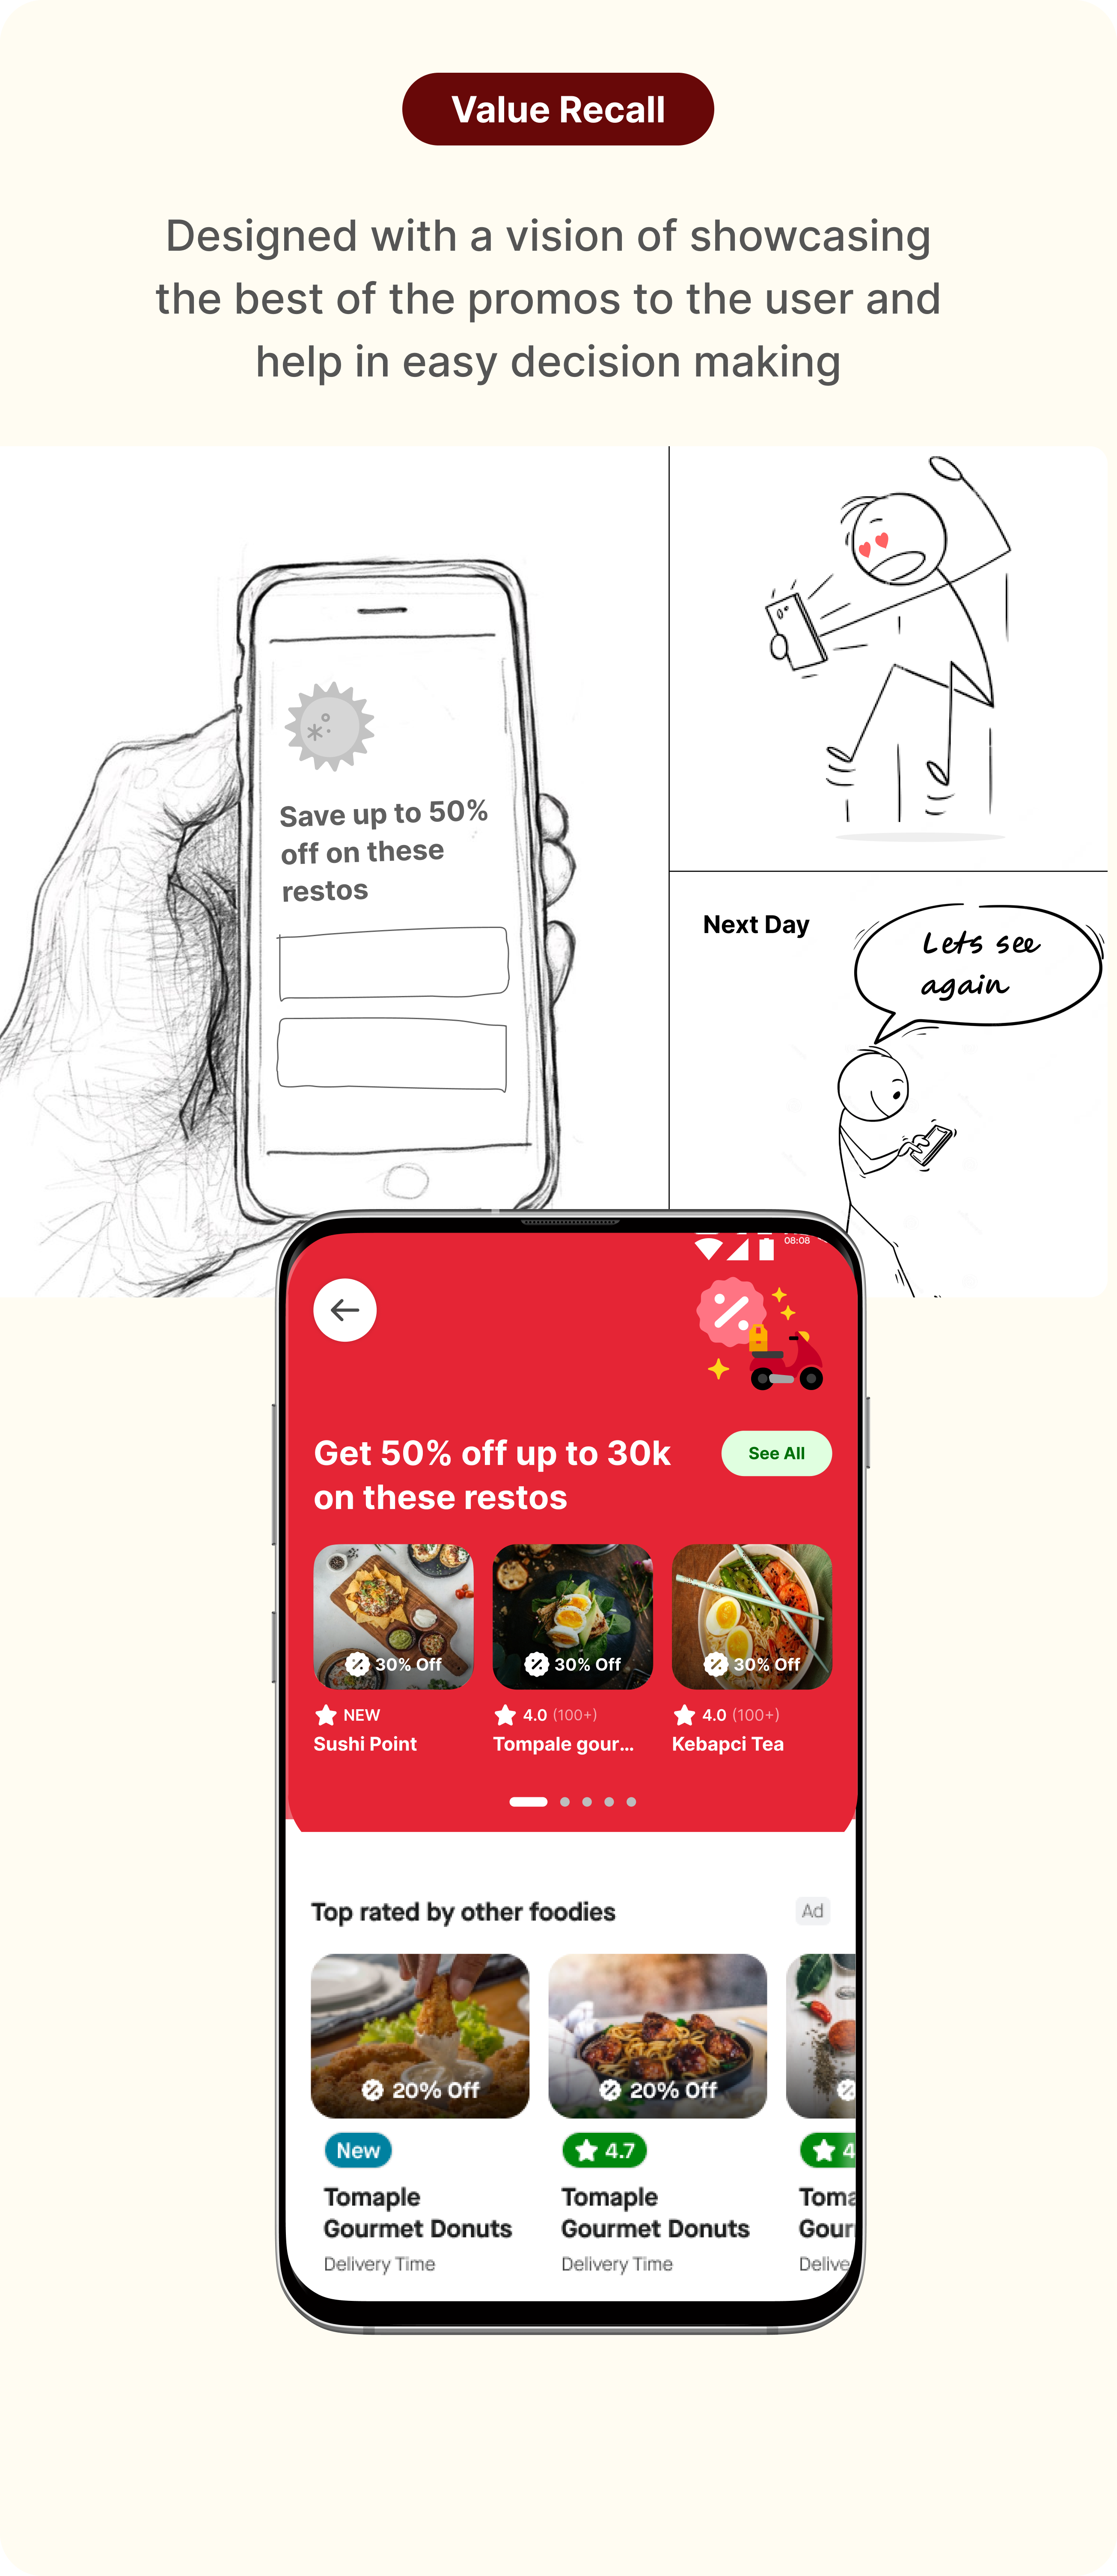 Value Recall
Designed with a vision of showcasing
the best of the promos to the user and
help in easy decision making
Save up to 50%
off on these
restos
Next Day
Lets see
again
08:08
Get 50% off up to 30k
on these restos
See All
30% Off
30% Off
30% Off
NEW
4.0 (100+)
4.0 (100+)
Sushi Point
Tompale gour...
Kebapci Tea
Top rated by other foodies
Ad
20% Off
20% Off
New
4.7
4
Tomaple
Gourmet Donuts
Delivery Time
Tomaple
Gourmet Donuts
Delivery Time
Toma
Gour
Delive